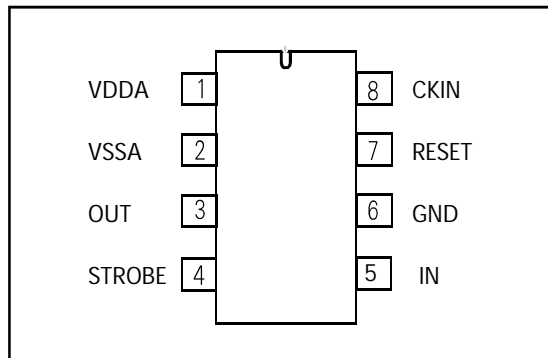 VDDA 1 8 CKIN
VSSA 2 7 RESET
OUT 3 6 GND
STROBE 4 5 IN